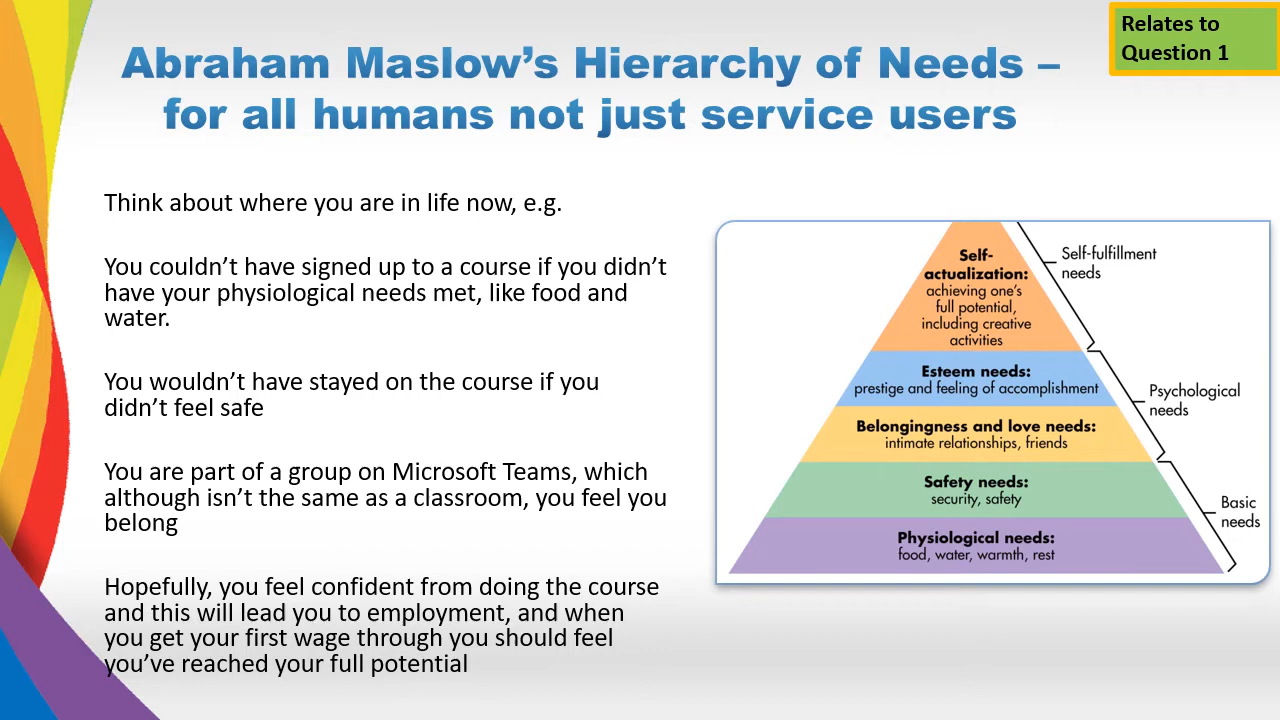 Relates to
Question 1
Abraham Maslow’s Hierarchy of Needs –
for all humans not just service users
Think about where you are in life now, e.g.
You couldn’t have signed up to a course if you didn’t
have your physiological needs met, like food and
water.
You wouldn’t have stayed on the course if you
didn’t feel safe
You are part of a group on Microsoft Teams, which
although isn’t the same as a classroom, you feel you
belong
Hopefully, you feel confident from doing the course
and this will lead you to employment, and when
you get your first wage through you should feel
you’ve reached your full potential
Self-
actualization:
achieving one’s
full potential,
including creative
activities
Self-fulfillment
needs
Esteem needs:
prestige and feeling of accomplishment
Psychological
needs
Belongingness and love needs:
intimate relationships, friends
Safety needs:
security, safety
Basic
needs
Physiological needs:
food, water, warmth, rest